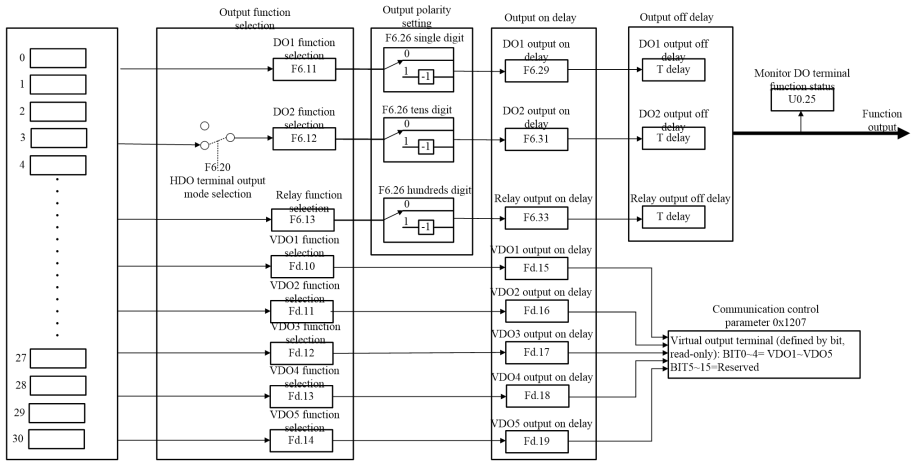 Output function
selection
Output polarity
setting
Output on delay
Output off delay
0
1
2
3
4
27
28
29
30
DO1 function
selection
F6.11
F6.26 single digit
0
1
-1
DO1 output on
delay
F6.29
DO1 output off
delay
T delay
Monitor DO terminal
function status
U0.25
Function
output
DO2 function
selection
F6.12
F6.26 tens digit
0
1
-1
DO2 output on
delay
F6.31
DO2 output off
delay
T delay
F6.20
HDO terminal output
mode selection
Relay function
selection
F6.13
F6.26 hundreds digit
0
1
-1
Relay output on delay
F6.33
Relay output off delay
T delay
VDO1 function
selection
Fd.10
VDO1 output on delay
Fd.15
VDO2 function
selection
Fd.11
VDO2 output on delay
Fd.16
VDO3 function
selection
Fd.12
VDO3 output on delay
Fd.17
VDO4 function
selection
Fd.13
VDO4 output on delay
Fd.18
VDO5 function
selection
Fd.14
VDO5 output on delay
Fd.19
Communication control
parameter 0x1207
Virtual output terminal (defined by bit,
read-only): BIT0~4= VDO1~VDO5
BIT5~15=Reserved